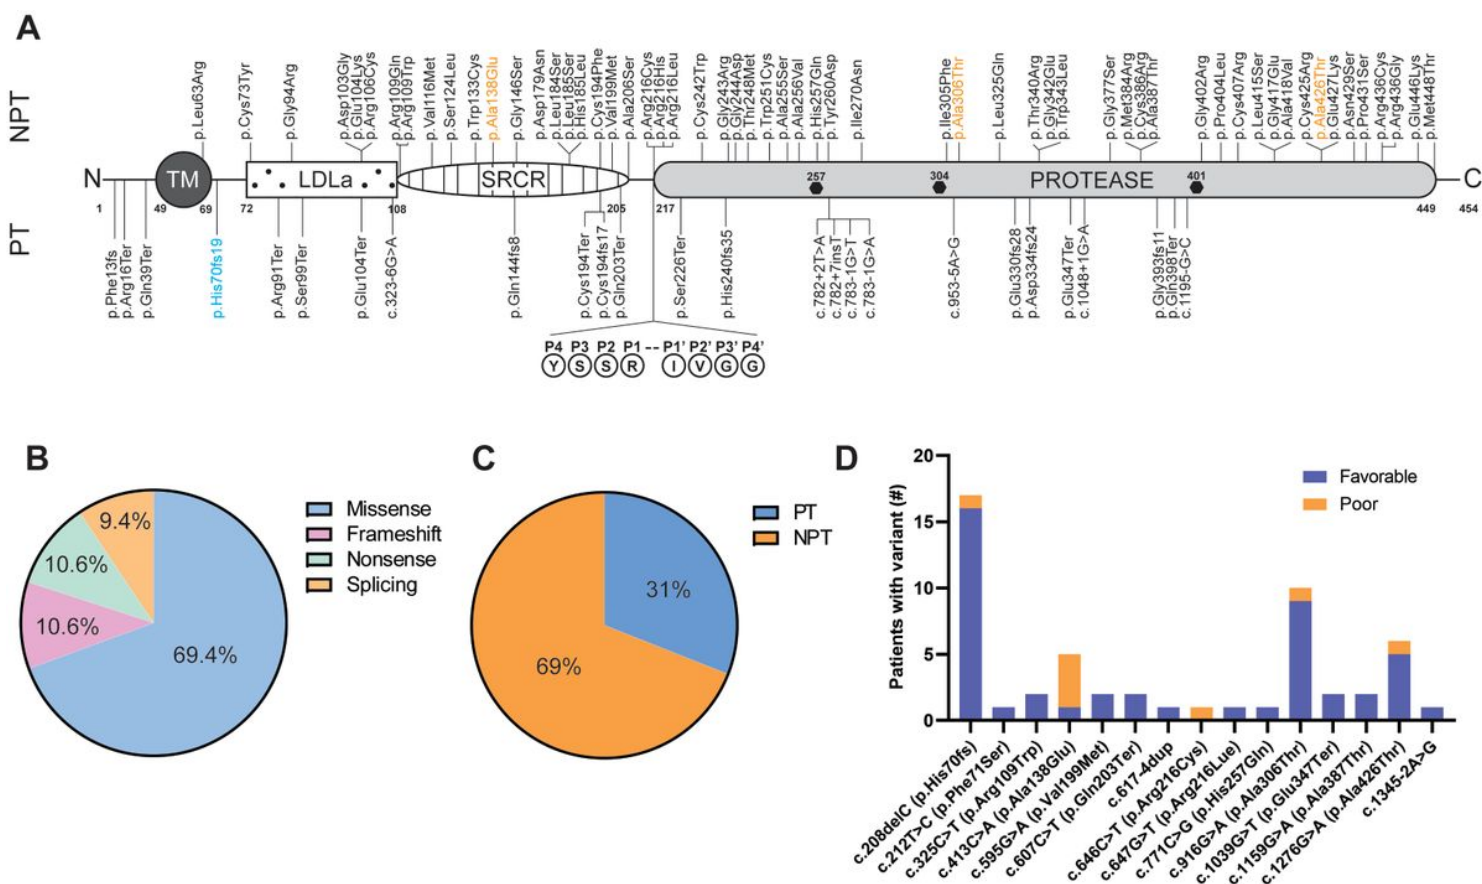 A
NPT
p.Leu63Arg
p.Cys73Tyr
p.Gly94Arg
p.Asp103Gly
p.Glu104Lys
p.Arg106Cys
p.Arg109Gln
p.Arg109Trp
p.Val116Met
p.Ser124Leu
p.Trp133Cys
p.Ala138Glu
p.Gly146Ser
p.Asp179Asn
p.Leu184Ser
p.Leu185Ser
p.His185Leu
p.Cys194Phe
p.Val199Met
p.Ala206Ser
p.Arg216Cys
p.Arg216His
p.Arg216Leu
p.Cys242Trp
p.Gly243Arg
p.Gly244Asp
p.Thr248Met
p.Trp251Cys
p.Ala255Ser
p.Ala256Val
p.His257Gln
p.Tyr260Asp
p.Ile270Asn
p.Ile305Phe
p.Ala306Thr
p.Leu325Gln
p.Thr340Arg
p.Gly342Glu
p.Trp343Leu
p.Gly377Ser
p.Met384Arg
p.Cys386Arg
p.Ala387Thr
p.Gly402Arg
p.Pro404Leu
p.Cys407Arg
p.Leu415Ser
p.Gly417Glu
p.Ala418Val
p.Cys425Arg
p.Ala426Thr
p.Glu427Lys
p.Asn429Ser
p.Pro431Ser
p.Arg436Cys
p.Arg436Gly
p.Glu446Lys
p.Met448Thr
N TM LDLa SRCR 257 304 PROTEASE 401 C
1 49 69 72 108 205 217 449 454
PT
p.Phe13fs
p.Arg16Ter
p.Gln39Ter
p.His70fs19
p.Arg91Ter
p.Ser99Ter
p.Glu104Ter
c.323-6G>A
p.Gln144fs8
p.Cys194Ter
p.Cys194fs17
p.Gln203Ter
p.Ser226Ter
p.His240fs35
c.782+2T>A
c.782+7insT
c.783-1G>T
c.783-1G>A
c.953-5A>G
p.Glu330fs28
p.Asp334fs24
p.Glu347Ter
c.1048+1G>A
p.Gly393fs11
p.Gln398Ter
c.1195-G>C
P4 P3 P2 P1 -- P1' P2' P3' P4'
Y S S R I V G G
B
9.4%
10.6%
10.6%
69.4%
Missense
Frameshift
Nonsense
Splicing
C
31%
69%
PT
NPT
D
Patients with variant (#)
20
15
10
5
0
Favorable
Poor
c.208delC (p.His70fs)
c.212T>C (p.Phe71Ser)
c.325C>T (p.Arg109Trp)
c.413C>A (p.Ala138Glu)
c.595G>A (p.Val199Met)
c.607C>T (p.Gln203Ter)
c.617-4dup
c.646C>T (p.Arg216Cys)
c.647G>T (p.Arg216Lue)
c.771C>G (p.His257Gln)
c.916G>A (p.Ala306Thr)
c.1039G>T (p.Glu347Ter)
c.1159G>A (p.Ala387Thr)
c.1276G>A (p.Ala426Thr)
c.1345-2A>G